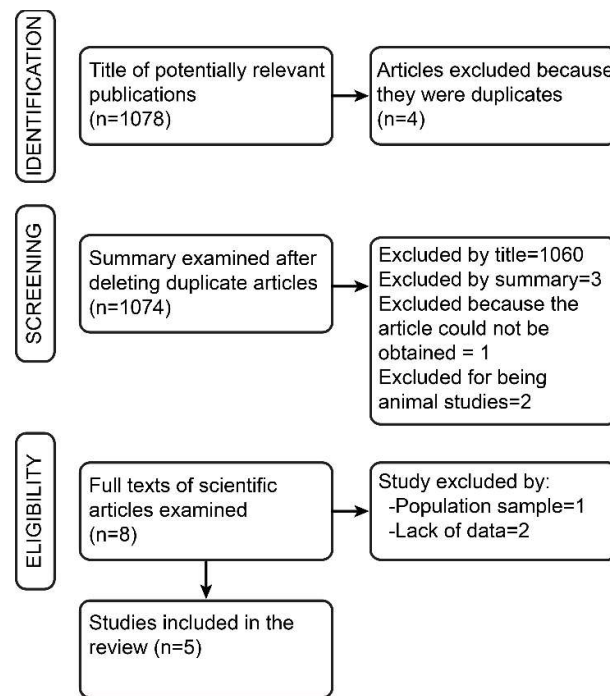 IDENTIFICATION
Title of potentially relevant
publications
(n=1078)
Articles excluded because
they were duplicates
(n=4)
SCREENING
Summary examined after
deleting duplicate articles
(n=1074)
Excluded by title=1060
Excluded by summary=3
Excluded because the
article could not be
obtained = 1
Excluded for being
animal studies=2
ELIGIBILITY
Full texts of scientific
articles examined
(n=8)
Study excluded by:
-Population sample=1
-Lack of data=2
Studies included in the
review (n=5)